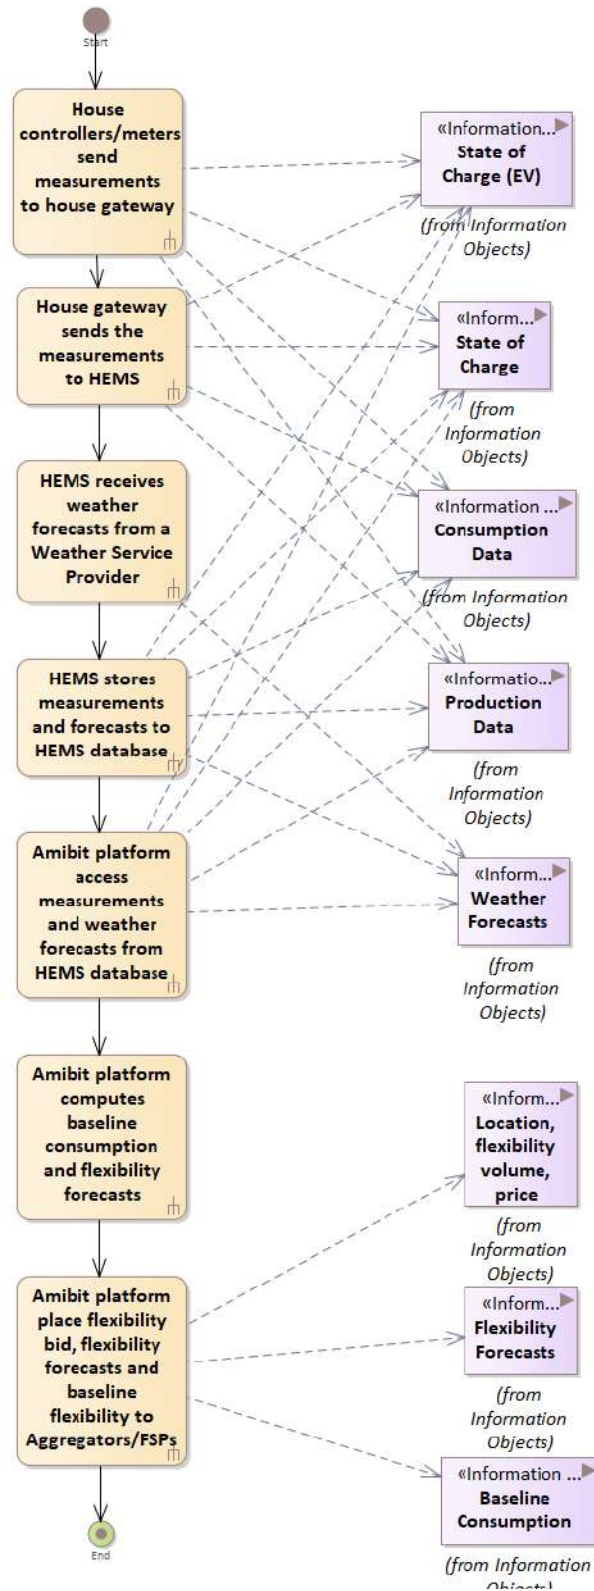 Start
House
controllers/meters
send
measurements
to house gateway
«Information...
State of
Charge (EV)
(from Information
Objects)
House gateway
sends the
measurements
to HEMS
«Inform...
State of
Charge
(from
Information
Objects)
HEMS receives
weather
forecasts from a
Weather Service
Provider
«Information ...
Consumption
Data
(from Information
Objects)
HEMS stores
measurements
and forecasts to
HEMS database
«Informatio...
Production
Data
(from
Information
Objects)
Amibit platform
access
measurements
and weather
forecasts from
HEMS database
«Inform...
Weather
Forecasts
(from
Information
Objects)
Amibit platform
computes
baseline
consumption
and flexibility
forecasts
«Inform...
Location,
flexibility
volume,
price
(from
Information
Objects)
Amibit platform
place flexibility
bid, flexibility
forecasts and
baseline
flexibility to
Aggregators/FSPs
«Inform...
Flexibility
Forecasts
(from
Information
Objects)
«Information ...
Baseline
Consumption
(from Information
Objects)
End